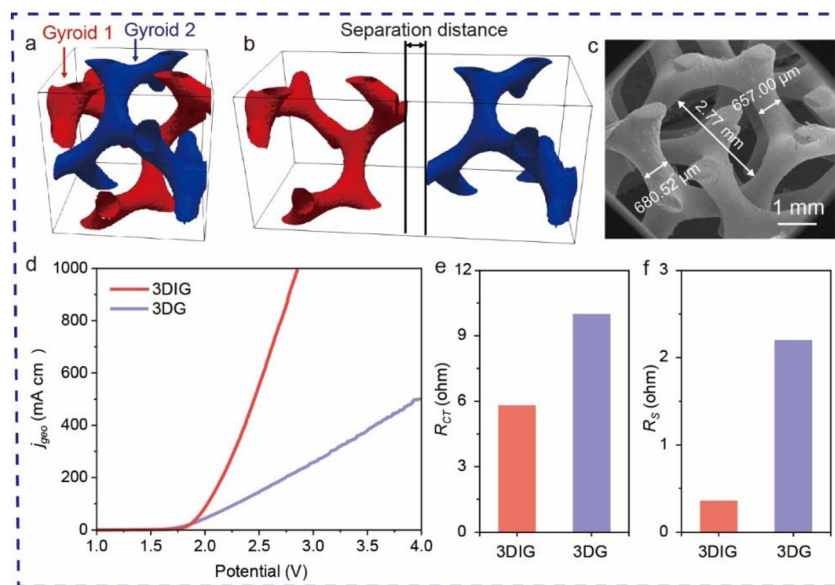 a
Gyroid 1
Gyroid 2
b
Separation distance
c
2.77 mm
657.00 µm
680.52 µm
1 mm
d
1000
800
600
400
200
0
j geo (mA cm )
3DIG
3DG
1.0 1.5 2.0 2.5 3.0 3.5 4.0
Potential (V)
e
12
9
6
3
0
R CT (ohm)
3DIG 3DG
f
3
2
1
0
R S (ohm)
3DIG 3DG